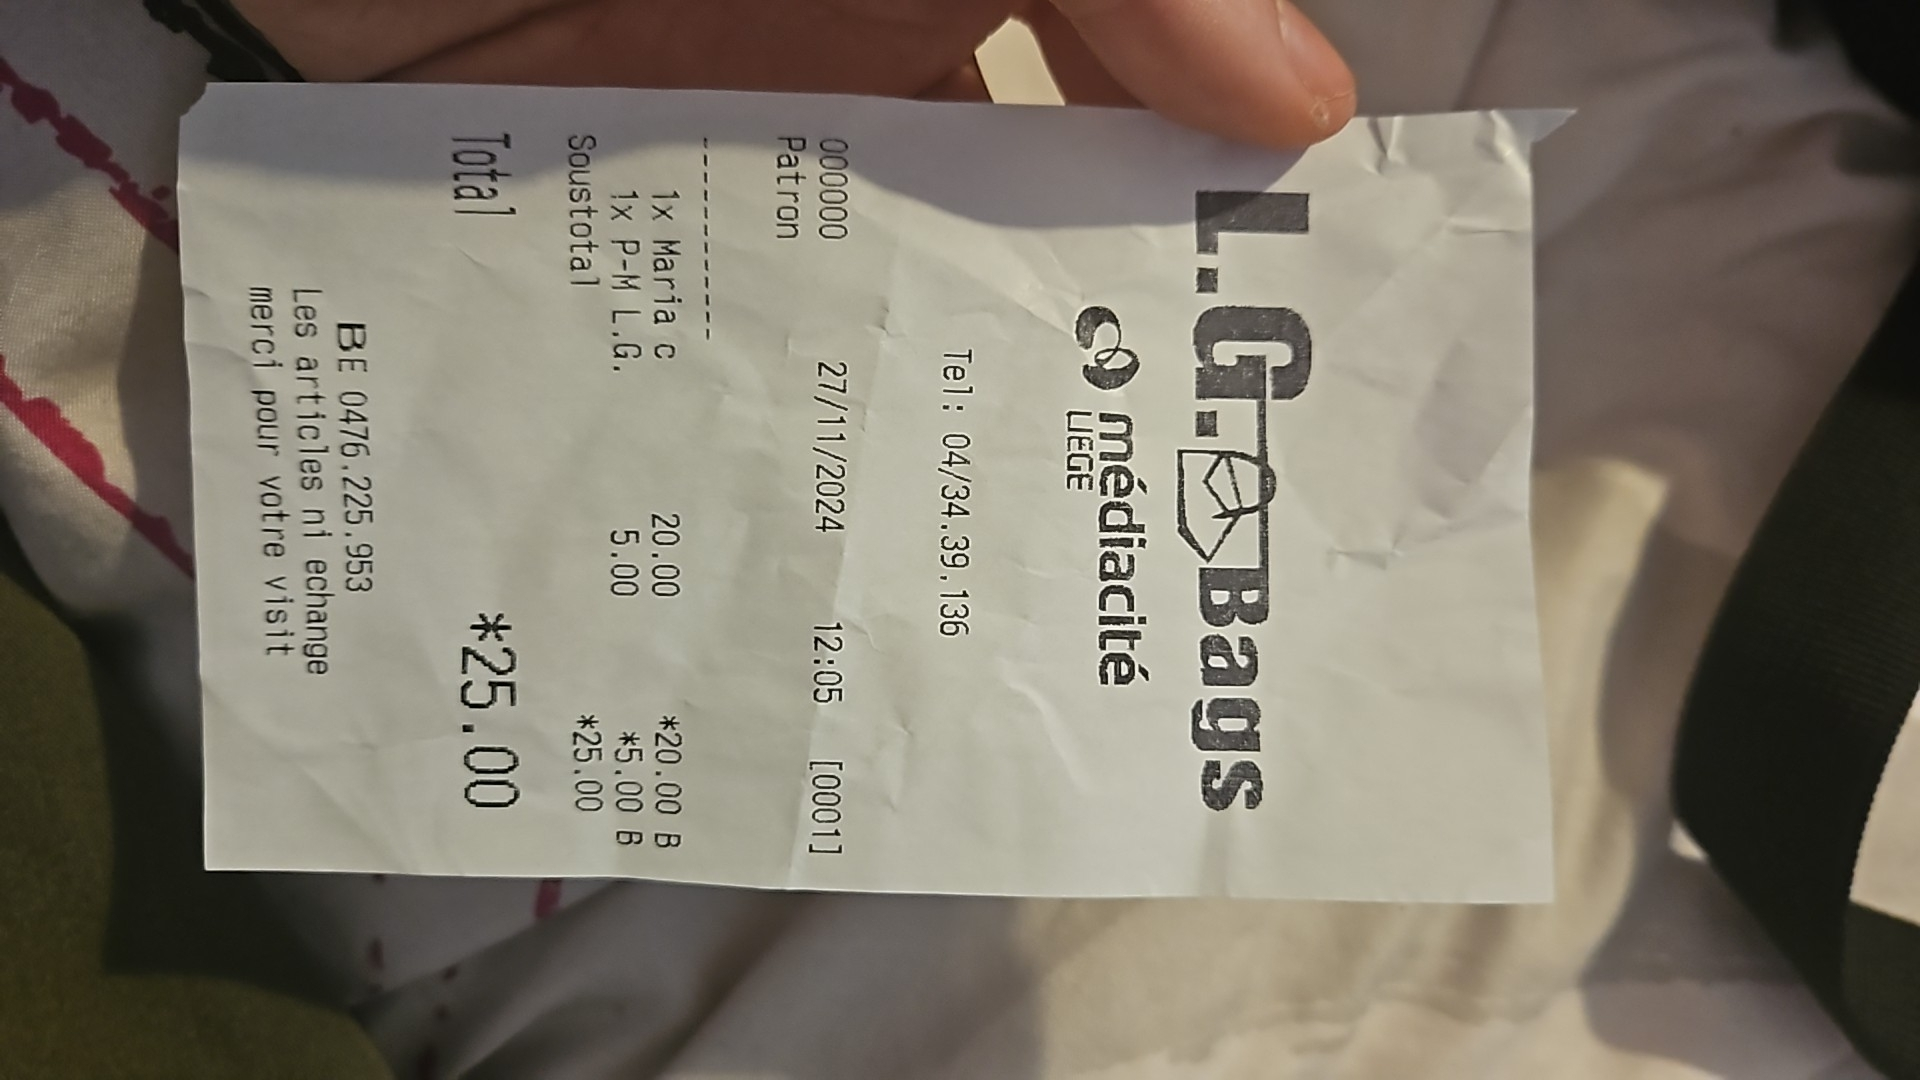 L.G. Bags
médiacité
LIEGE
Tel: 04/34.39.136
000000 27/11/2024 12:05 [0001]
Patron
-----------
1x Maria c 20.00 *20.00 B
1x P-M L.G. 5.00 *5.00 B
Soustotal *25.00
Total *25.00
BE 0476.225.953
Les articles ni echange
merci pour votre visit